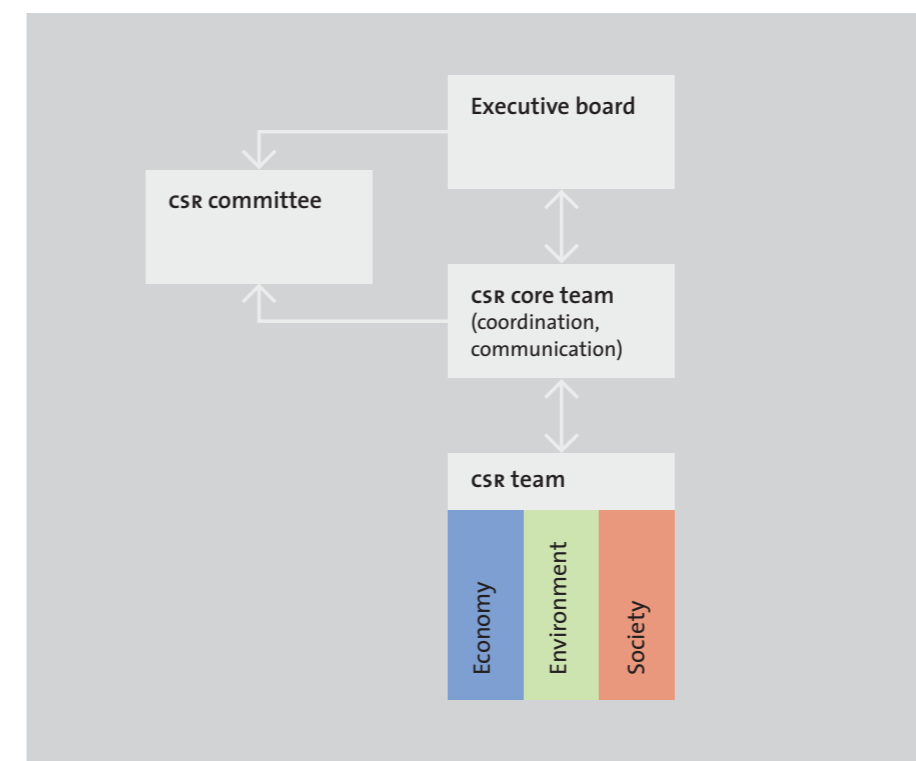 Executive board
CSR committee
CSR core team
(coordination,
communication)
CSR team
Economy
Environment
Society